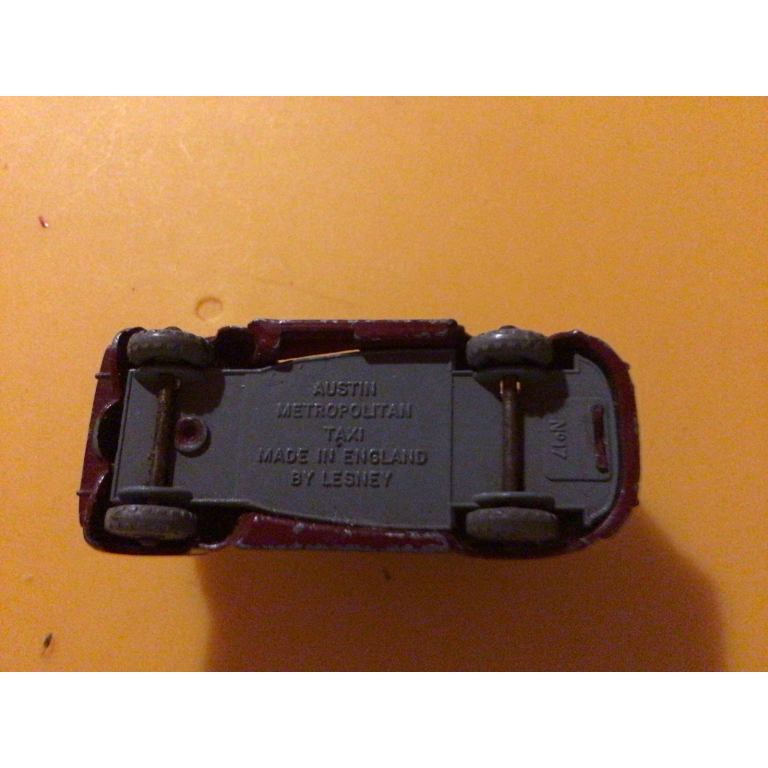 AUSTIN
METROPOLITAN
TAXI
MADE IN ENGLAND
BY LESNEY
Nº17